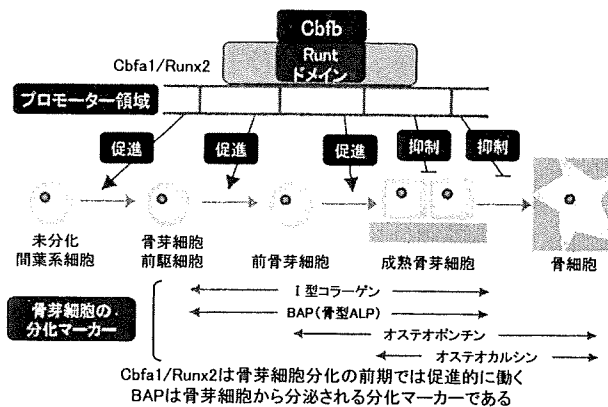 Cbfb
Cbfa1/Runx2
Runt
ドメイン
プロモーター領域
促進
促進
促進
抑制
抑制
未分化
間葉系細胞
骨芽細胞
前駆細胞
前骨芽細胞
成熟骨芽細胞
骨細胞
骨芽細胞の
分化マーカー
I型コラーゲン
BAP(骨型ALP)
オステオポンチン
オステオカルシン
Cbfa1/Runx2は骨芽細胞分化の前期では促進的に働く
BAPは骨芽細胞から分泌される分化マーカーである